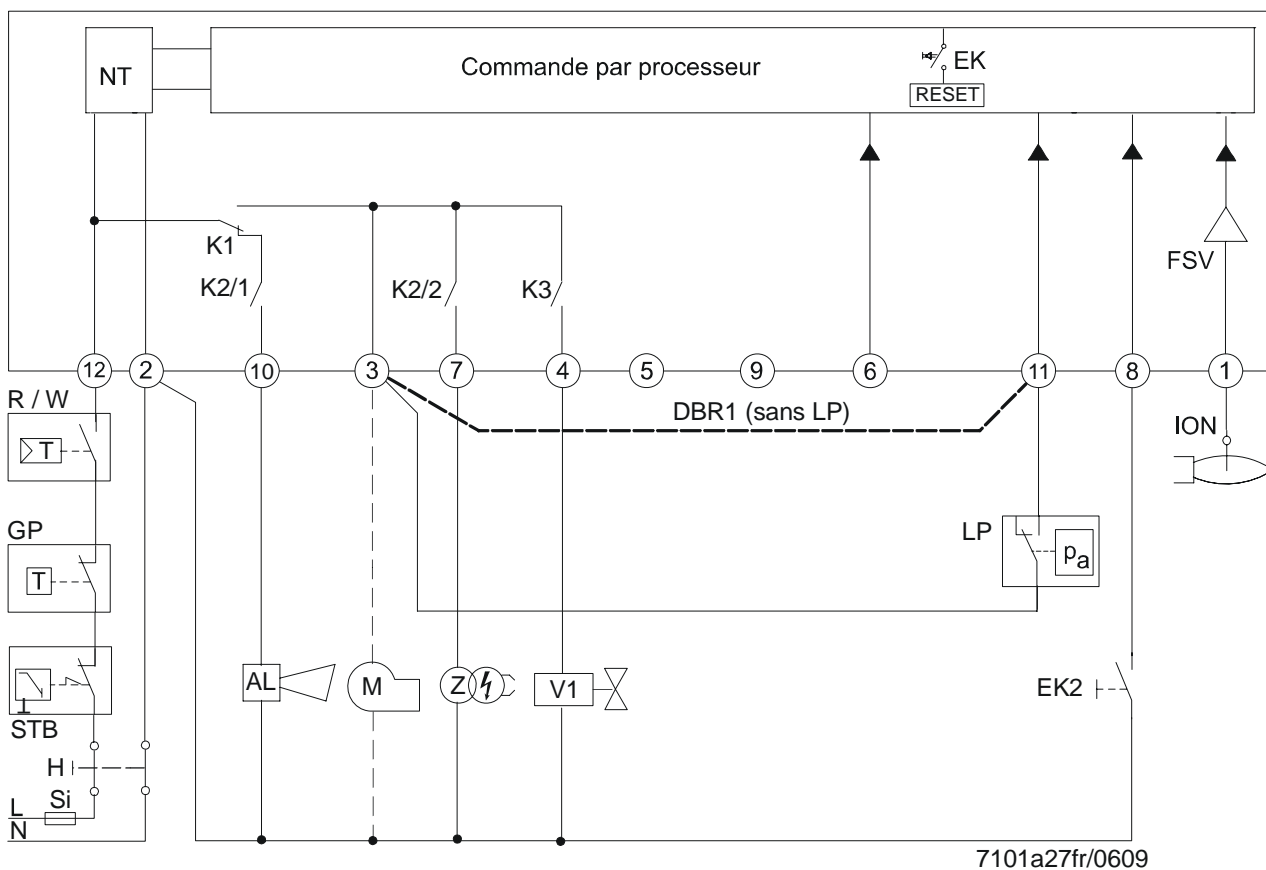 NT
Commande par processeur
EK
RESET
K1
K2/1
K2/2
K3
FSV
12
2
10
3
7
4
5
9
6
11
8
1
R / W
T
DBR1 (sans LP)
ION
GP
T
LP
pa
STB
AL
M
Z
V1
EK2
H
Si
L
N
7101a27fr/0609